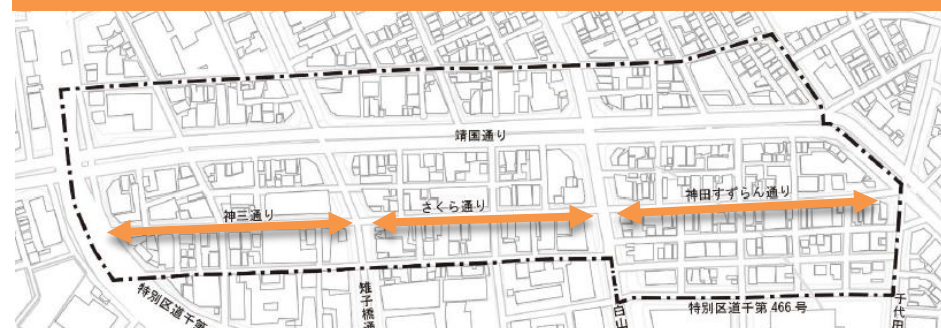 靖国通り
神三通り
さくら通り
神田すずらん通り
特別区道千第
雉子橋通
白山
特別区道千第466号
千代田